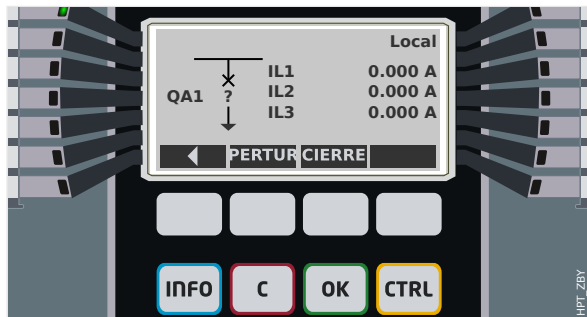 Local
IL1 0.000 A
QA1 ? IL2 0.000 A
IL3 0.000 A
PERTUR CIERRE
INFO C OK CTRL
HPT_ZBY